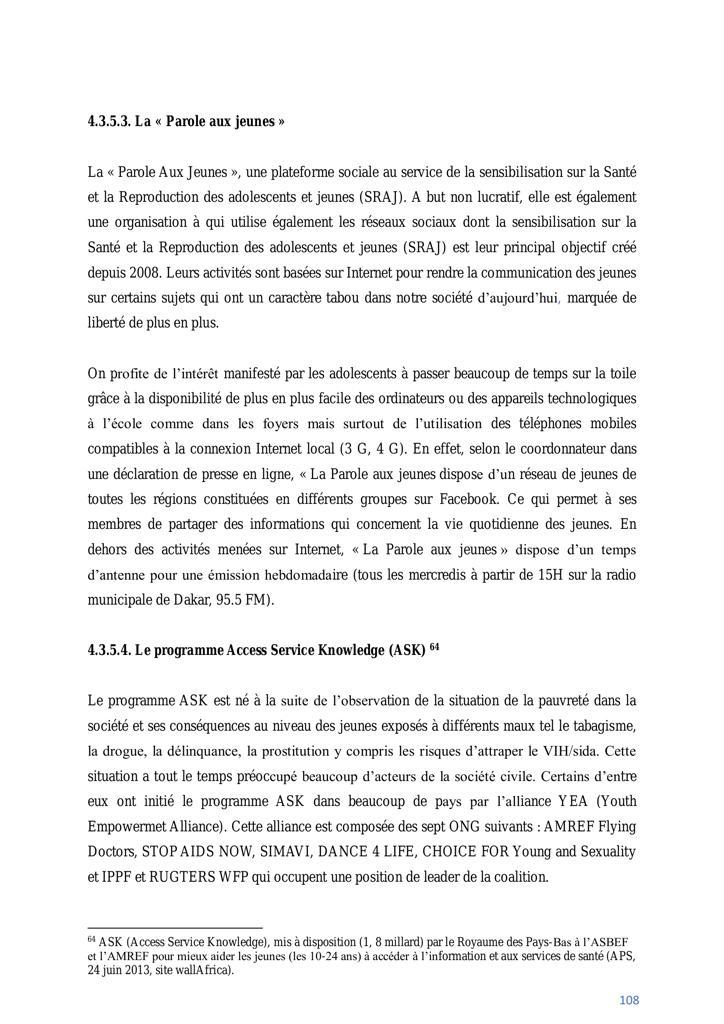 4.3.5.3. La « Parole aux jeunes »
La « Parole Aux Jeunes », une plateforme sociale au service de la sensibilisation sur la Santé
et la Reproduction des adolescents et jeunes (SRAJ). A but non lucratif, elle est également
une organisation à qui utilise également les réseaux sociaux dont la sensibilisation sur la
Santé et la Reproduction des adolescents et jeunes (SRAJ) est leur principal objectif créé
depuis 2008. Leurs activités sont basées sur Internet pour rendre la communication des jeunes
sur certains sujets qui ont un caractère tabou dans notre société d’aujourd’hui, marquée de
liberté de plus en plus.
On profite de l’intérêt manifesté par les adolescents à passer beaucoup de temps sur la toile
grâce à la disponibilité de plus en plus facile des ordinateurs ou des appareils technologiques
à l’école comme dans les foyers mais surtout de l’utilisation des téléphones mobiles
compatibles à la connexion Internet local (3 G, 4 G). En effet, selon le coordonnateur dans
une déclaration de presse en ligne, « La Parole aux jeunes dispose d’un réseau de jeunes de
toutes les régions constituées en différents groupes sur Facebook. Ce qui permet à ses
membres de partager des informations qui concernent la vie quotidienne des jeunes. En
dehors des activités menées sur Internet, « La Parole aux jeunes » dispose d’un temps
d’antenne pour une émission hebdomadaire (tous les mercredis à partir de 15H sur la radio
municipale de Dakar, 95.5 FM).
4.3.5.4. Le programme Access Service Knowledge (ASK) 64
Le programme ASK est né à la suite de l’observation de la situation de la pauvreté dans la
société et ses conséquences au niveau des jeunes exposés à différents maux tel le tabagisme,
la drogue, la délinquance, la prostitution y compris les risques d’attraper le VIH/sida. Cette
situation a tout le temps préoccupé beaucoup d’acteurs de la société civile. Certains d’entre
eux ont initié le programme ASK dans beaucoup de pays par l’alliance YEA (Youth
Empowermet Alliance). Cette alliance est composée des sept ONG suivants : AMREF Flying
Doctors, STOP AIDS NOW, SIMAVI, DANCE 4 LIFE, CHOICE FOR Young and Sexuality
et IPPF et RUGTERS WFP qui occupent une position de leader de la coalition.
64 ASK (Access Service Knowledge), mis à disposition (1, 8 millard) par le Royaume des Pays-Bas à l’ASBEF
et l’AMREF pour mieux aider les jeunes (les 10-24 ans) à accéder à l’information et aux services de santé (APS,
24 juin 2013, site wallAfrica).
108